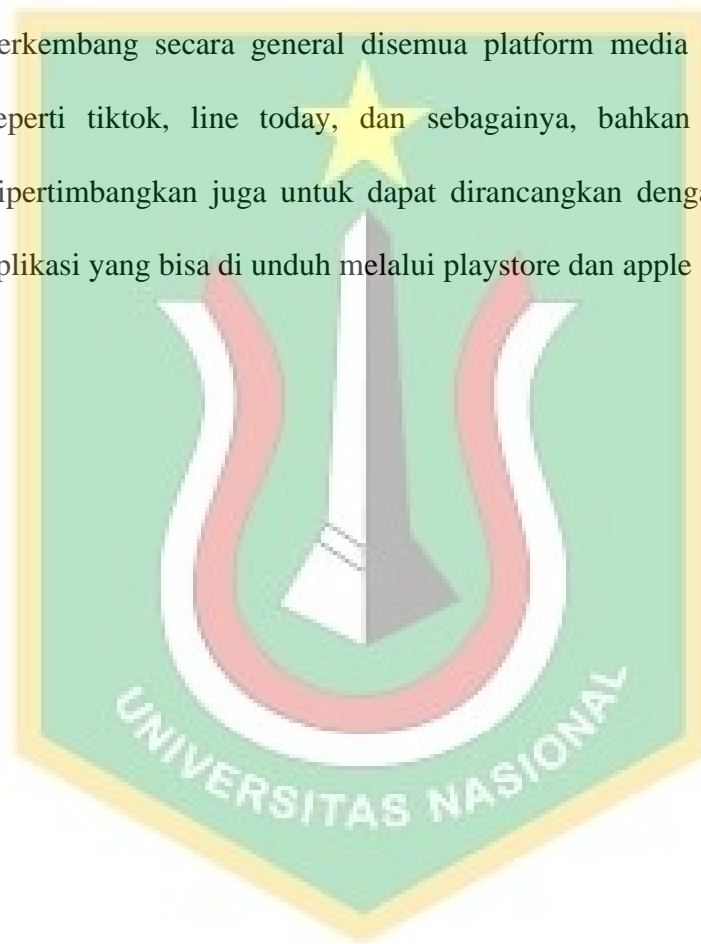 erkembang secara general disemua platform media
eperti tiktok, line today, dan sebagainya, bahkan
ipertimbangkan juga untuk dapat dirancangkan denga
plikasi yang bisa di unduh melalui playstore dan apple
UNIVERSITAS NASIONAL